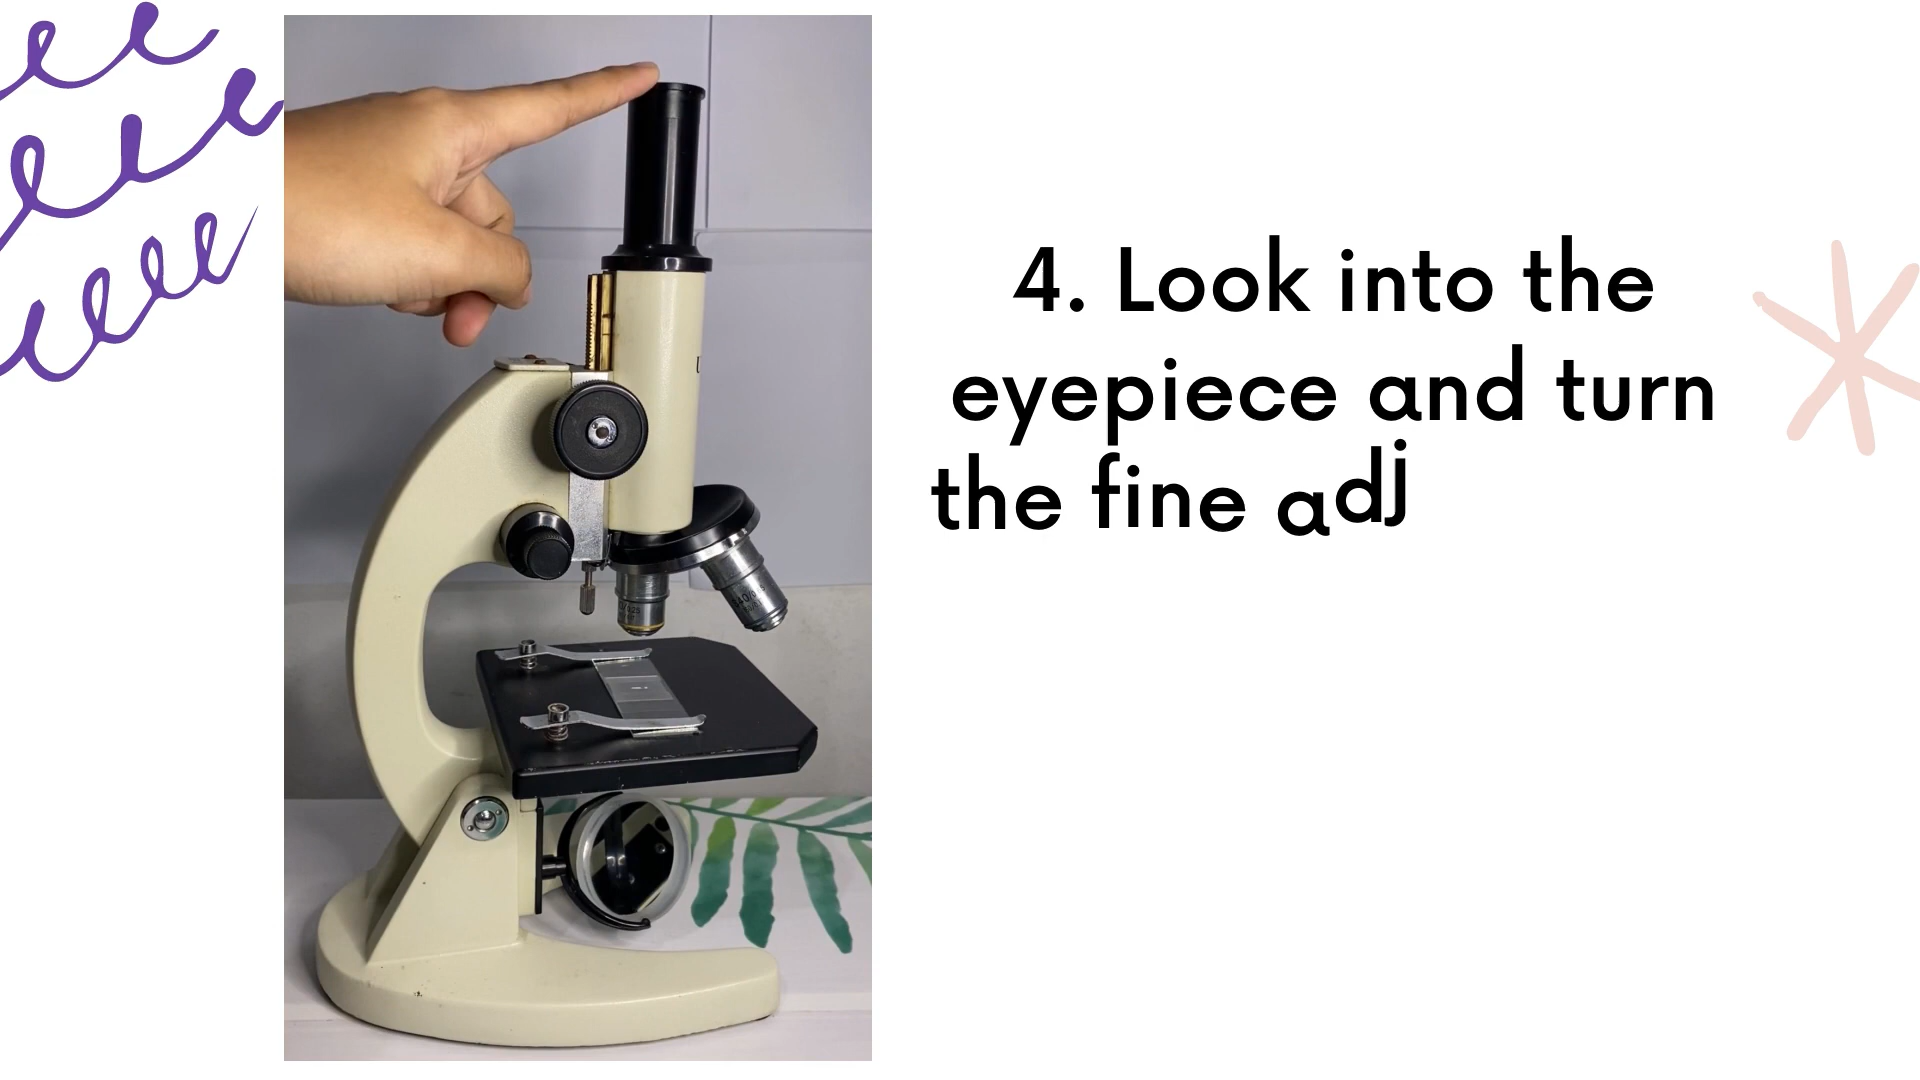 4. Look into the
eyepiece and turn
the fine adj